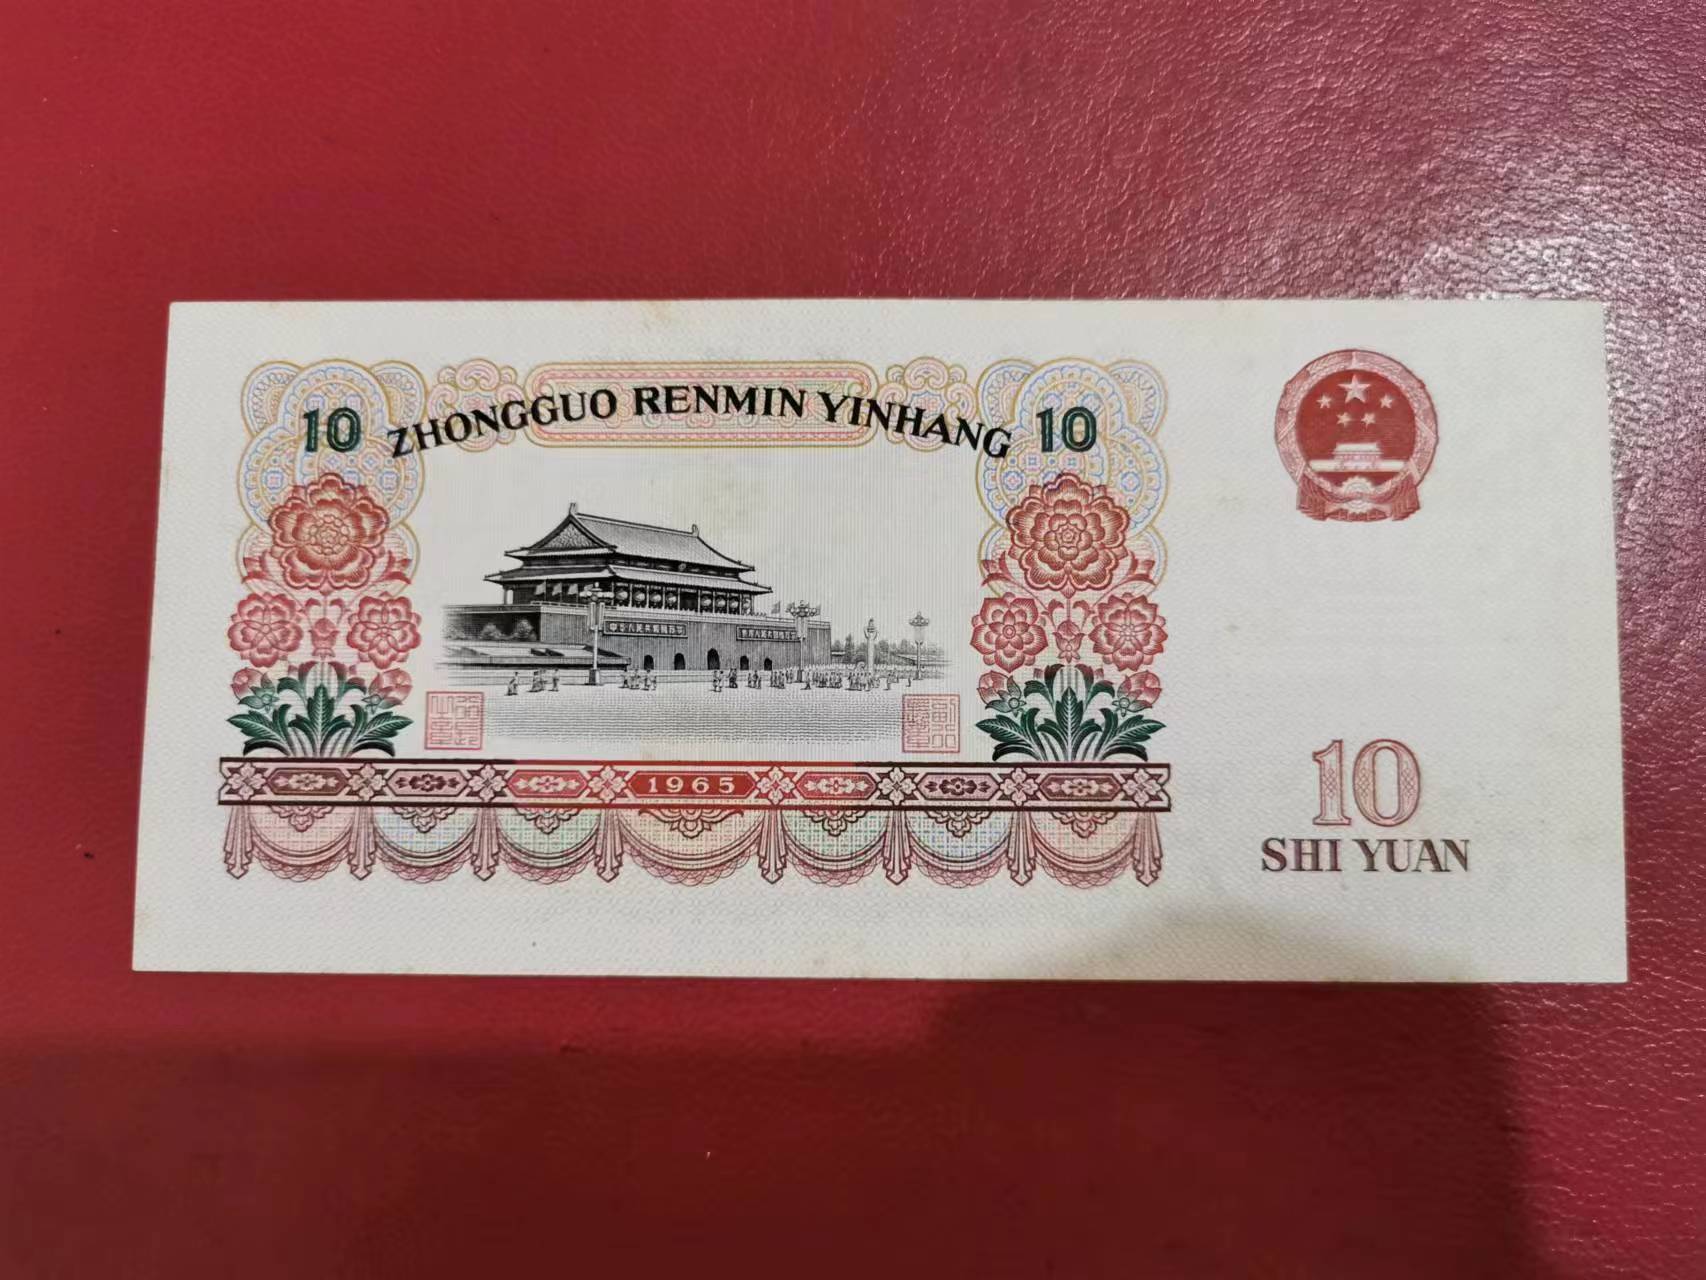 10 ZHONGGUO RENMIN YINHANG 10
1965
10
SHI YUAN